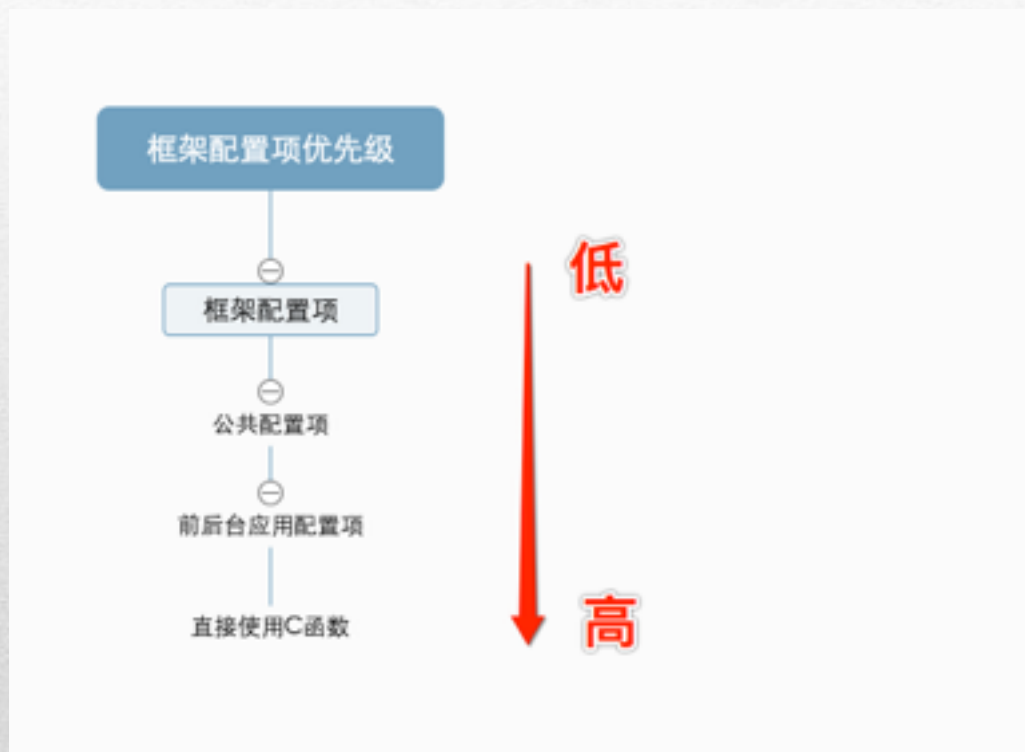 框架配置项优先级
低
框架配置项
公共配置项
前后台应用配置项
高
直接使用C函数